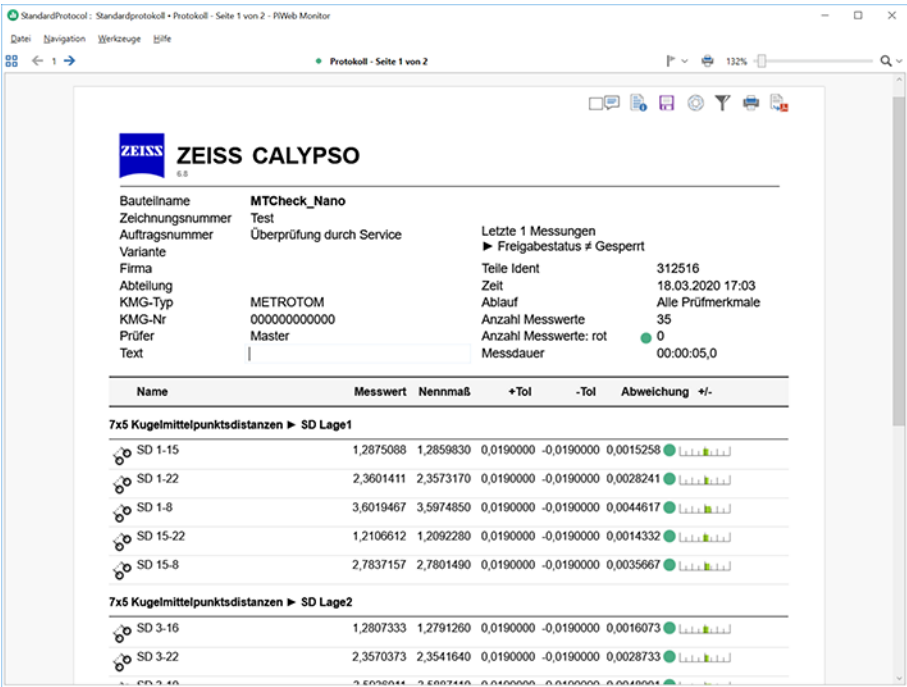 StandardProtocol : Standardprotokoll • Protokoll - Seite 1 von 2 - PiWeb Monitor
Datei Navigation Werkzeuge Hilfe
1 Protokoll - Seite 1 von 2 132%
ZEISS ZEISS CALYPSO
6.8
Bauteilname MTCheck_Nano
Zeichnungsnummer Test
Auftragsnummer Überprüfung durch Service
Variante
Firma
Abteilung
KMG-Typ METROTOM
KMG-Nr 000000000000
Prüfer Master
Text
Letzte 1 Messungen
► Freigabestatus ≠ Gesperrt
Teile Ident 312516
Zeit 18.03.2020 17:03
Ablauf Alle Prüfmerkmale
Anzahl Messwerte 35
Anzahl Messwerte: rot 0
Messdauer 00:00:05,0
Name Messwert Nennmaß +Tol -Tol Abweichung +/-
7x5 Kugelmittelpunktsdistanzen ► SD Lage1
SD 1-15 1,2875088 1,2859830 0,0190000 -0,0190000 0,0015258
SD 1-22 2,3601411 2,3573170 0,0190000 -0,0190000 0,0028241
SD 1-8 3,6019467 3,5974850 0,0190000 -0,0190000 0,0044617
SD 15-22 1,2106612 1,2092280 0,0190000 -0,0190000 0,0014332
SD 15-8 2,7837157 2,7801490 0,0190000 -0,0190000 0,0035667
7x5 Kugelmittelpunktsdistanzen ► SD Lage2
SD 3-16 1,2807333 1,2791260 0,0190000 -0,0190000 0,0016073
SD 3-22 2,3570373 2,3541640 0,0190000 -0,0190000 0,0028733